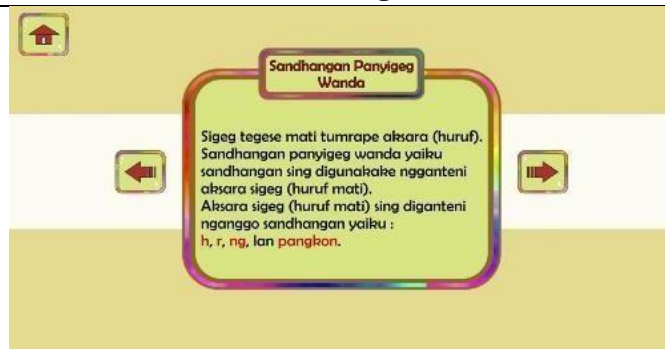 Sandhangan Panyigeg
Wanda
Sigeg tegese mati tumrape aksara (huruf).
Sandhangan panyigeg wanda yaiku
sandhangan sing digunakake ngganteni
aksara sigeg (huruf mati).
Aksara sigeg (huruf mati) sing diganteni
nganggo sandhangan yaiku :
h, r, ng, lan pangkon.